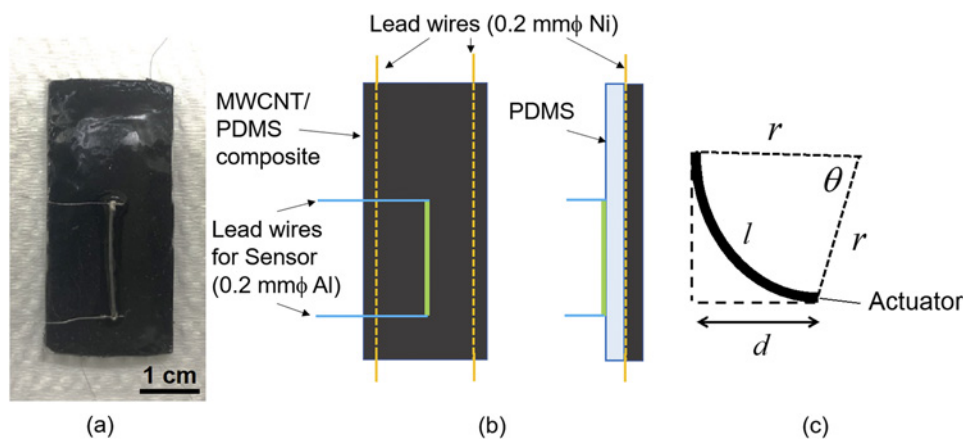 Lead wires (0.2 mmϕ Ni)
MWCNT/
PDMS
composite
PDMS
Lead wires
for Sensor
(0.2 mmϕ Al)
1 cm
r
θ
l
r
Actuator
d
(a)
(b)
(c)